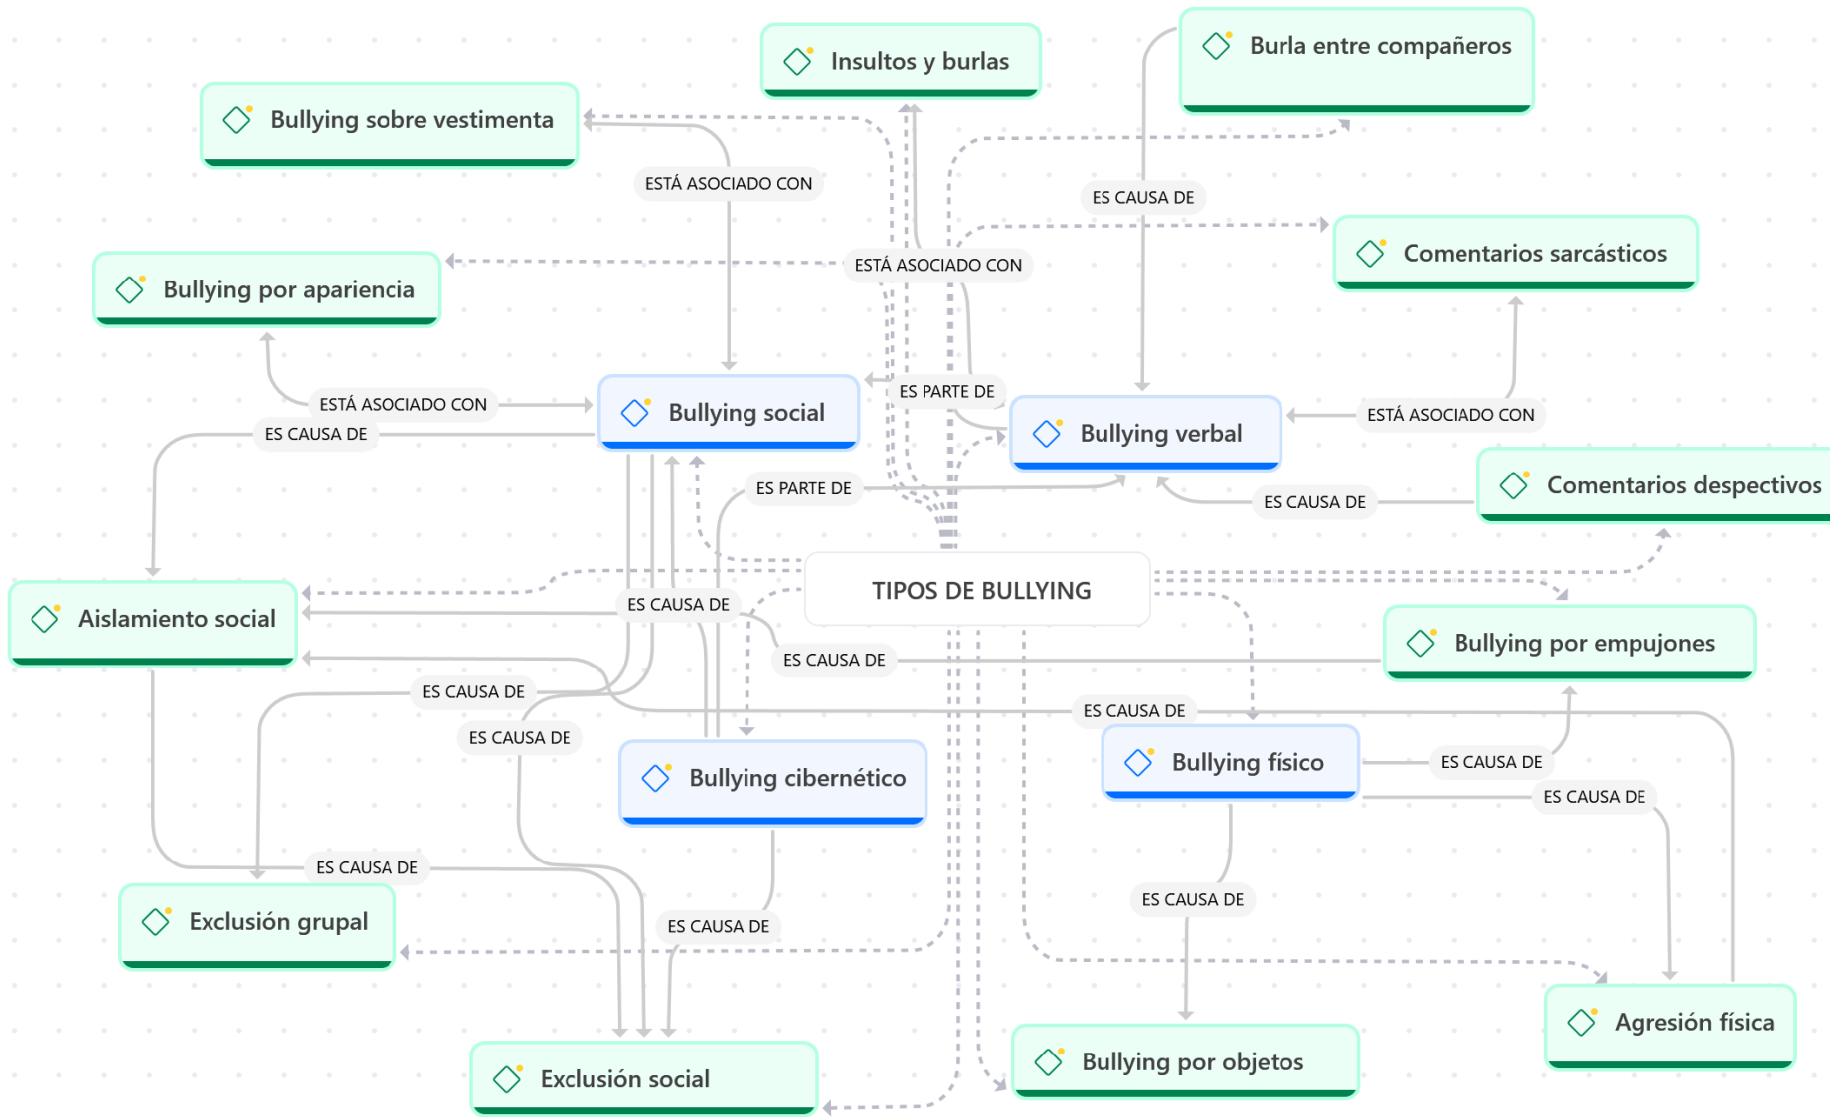 Insultos y burlas
Burla entre compañeros
Bullying sobre vestimenta
ESTÁ ASOCIADO CON
ES CAUSA DE
Comentarios sarcásticos
ESTÁ ASOCIADO CON
Bullying por apariencia
ES PARTE DE
ESTÁ ASOCIADO CON
Bullying social
ESTÁ ASOCIADO CON
ES CAUSA DE
Bullying verbal
ES PARTE DE
Comentarios despectivos
ES CAUSA DE
TIPOS DE BULLYING
ES CAUSA DE
Aislamiento social
Bullying por empujones
ES CAUSA DE
ES CAUSA DE
ES CAUSA DE
ES CAUSA DE
Bullying físico
ES CAUSA DE
Bullying cibernético
ES CAUSA DE
ES CAUSA DE
ES CAUSA DE
Exclusión grupal
ES CAUSA DE
Agresión física
Bullying por objetos
Exclusión social